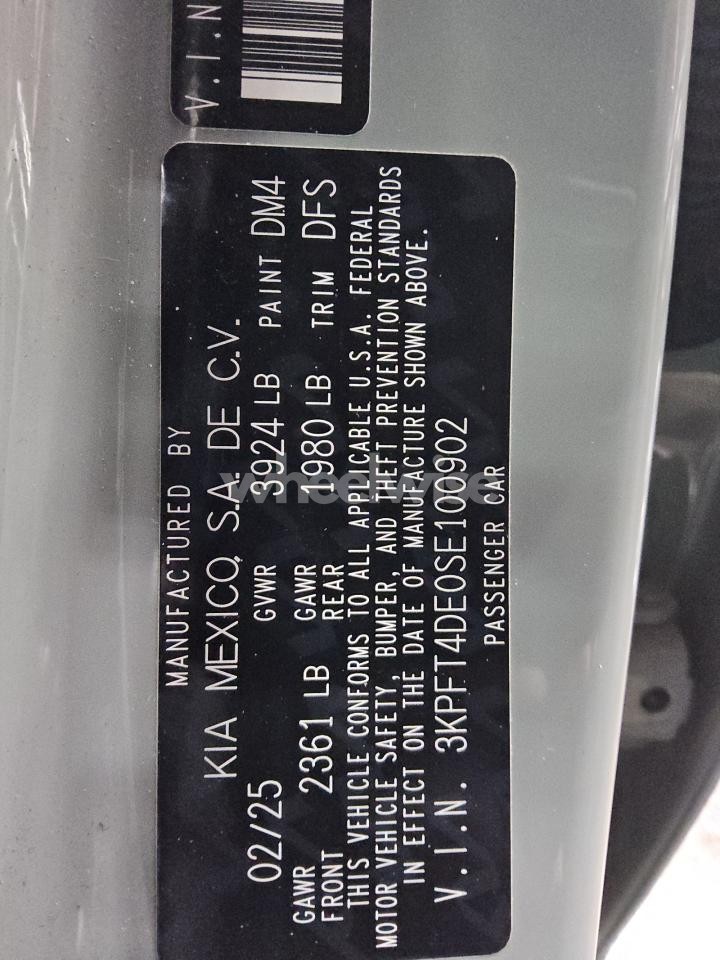 V.I.N
MANUFACTURED BY
KIA MEXICO, S.A. DE C.V.
02/25 GVWR 3924 LB PAINT DM4
GAWR FRONT 2361 LB GAWR REAR 1980 LB TRIM DFS
THIS VEHICLE CONFORMS TO ALL APPLICABLE U.S.A. FEDERAL
MOTOR VEHICLE SAFETY, BUMPER, AND THEFT PREVENTION STANDARDS
IN EFFECT ON THE DATE OF MANUFACTURE SHOWN ABOVE.
V.I.N. 3KPFT4DE0SE100902
PASSENGER CAR